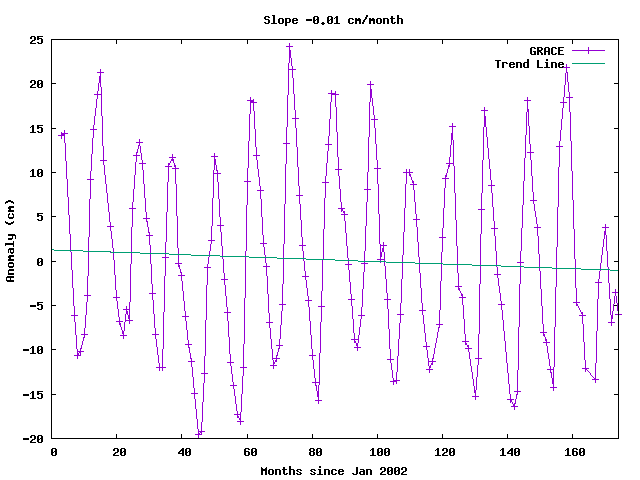 Slope -0.01 cm/month
GRACE
Trend Line
25
20
15
10
5
0
-5
-10
-15
-20
Anomaly (cm)
0 20 40 60 80 100 120 140 160
Months since Jan 2002